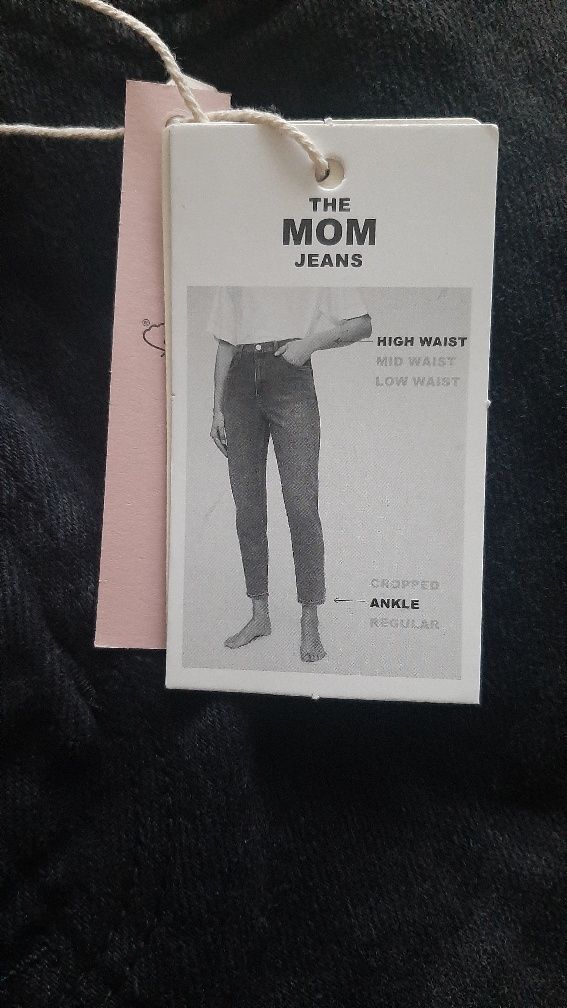 THE
MOM
JEANS
HIGH WAIST
MID WAIST
LOW WAIST
CROPPED
ANKLE
REGULAR
®